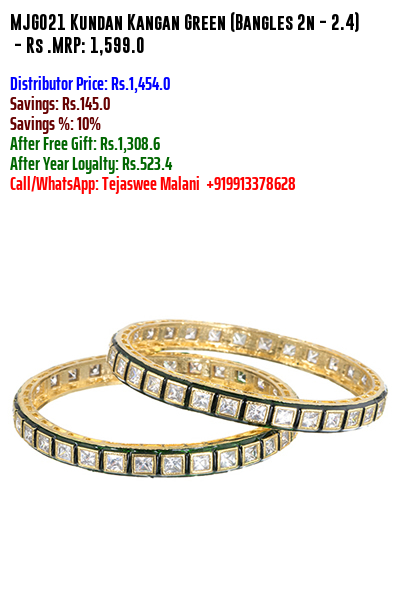 MJG021 Kundan Kangan Green (Bangles 2n - 2.4)
- Rs .MRP: 1,599.0
Distributor Price: Rs.1,454.0
Savings: Rs.145.0
Savings %: 10%
After Free Gift: Rs.1,308.6
After Year Loyalty: Rs.523.4
Call/WhatsApp: Tejaswee Malani +919913378628